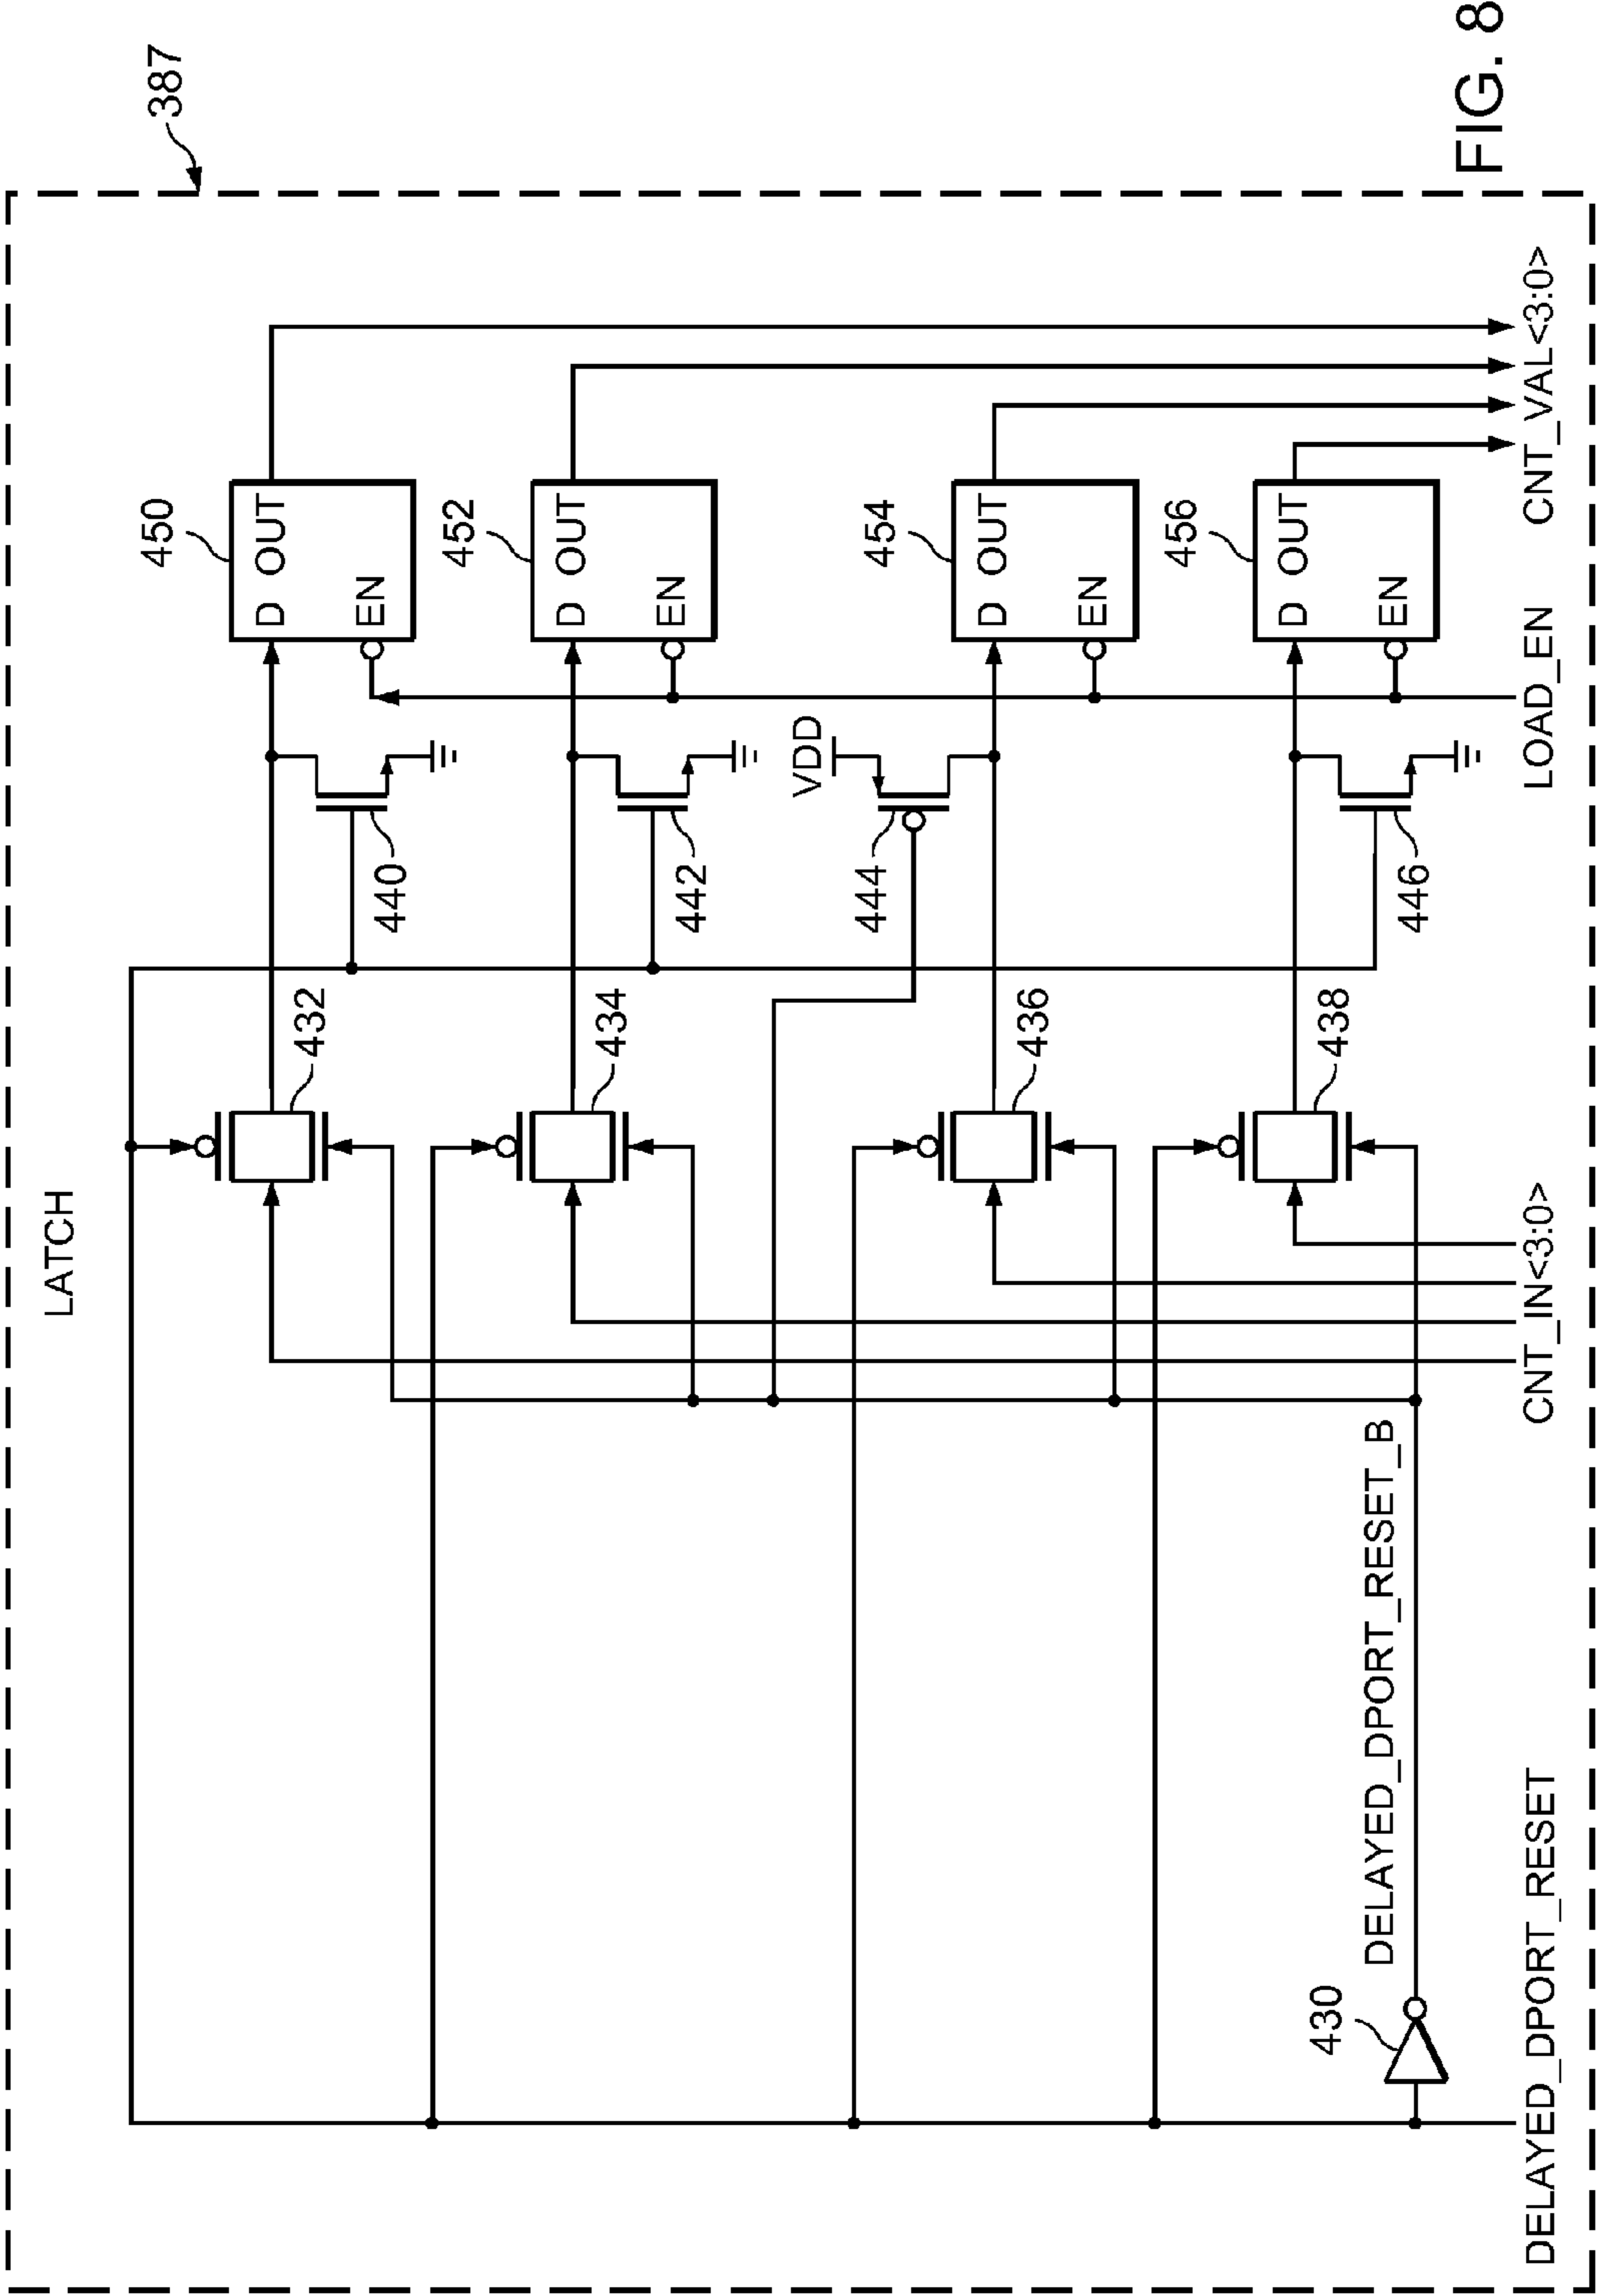 LATCH
387
432
434
436
438
440
442
444
VDD
446
450
D OUT
EN
452
D OUT
EN
454
D OUT
EN
456
D OUT
EN
430
DELAYED_DPORT_RESET_B
DELAYED_DPORT_RESET
CNT_IN<3:0>
LOAD_EN
CNT_VAL<3:0>
FIG. 8